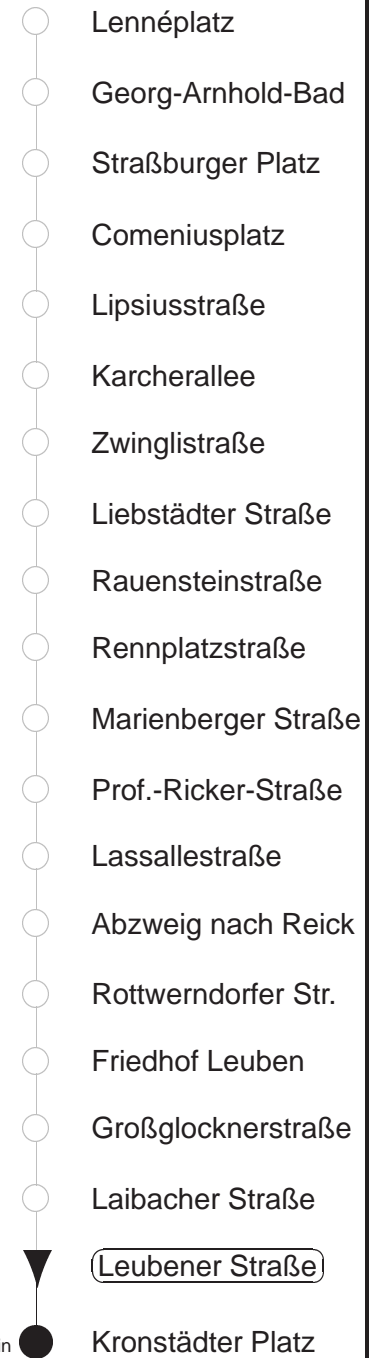 Lennéplatz
Georg-Arnhold-Bad
Straßburger Platz
Comeniusplatz
Lipsiusstraße
Karcherallee
Zwinglistraße
Liebstädter Straße
Rauensteinstraße
Rennplatzstraße
Marienberger Straße
Prof.-Ricker-Straße
Lassallestraße
Abzweig nach Reick
Rottwerndorfer Str.
Friedhof Leuben
Großglocknerstraße
Laibacher Straße
Leubener Straße
Kronstädter Platz